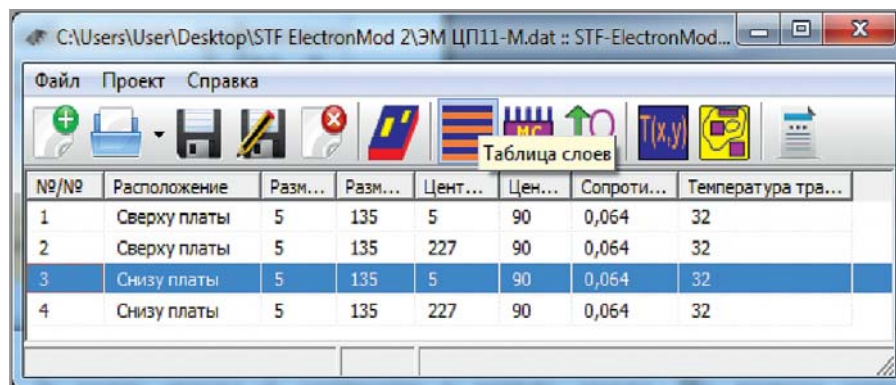 C:\Users\User\Desktop\STF ElectronMod 2\ЭМ ЦП11-М.dat :: STF-ElectronMod...
Файл Проект Справка
МС T(x,y)
Таблица слоев
№/№ Расположение Разм... Разм... Цент... Цен... Сопроти... Температура тра...
1 Сверху платы 5 135 5 90 0,064 32
2 Сверху платы 5 135 227 90 0,064 32
3 Снизу платы 5 135 5 90 0,064 32
4 Снизу платы 5 135 227 90 0,064 32